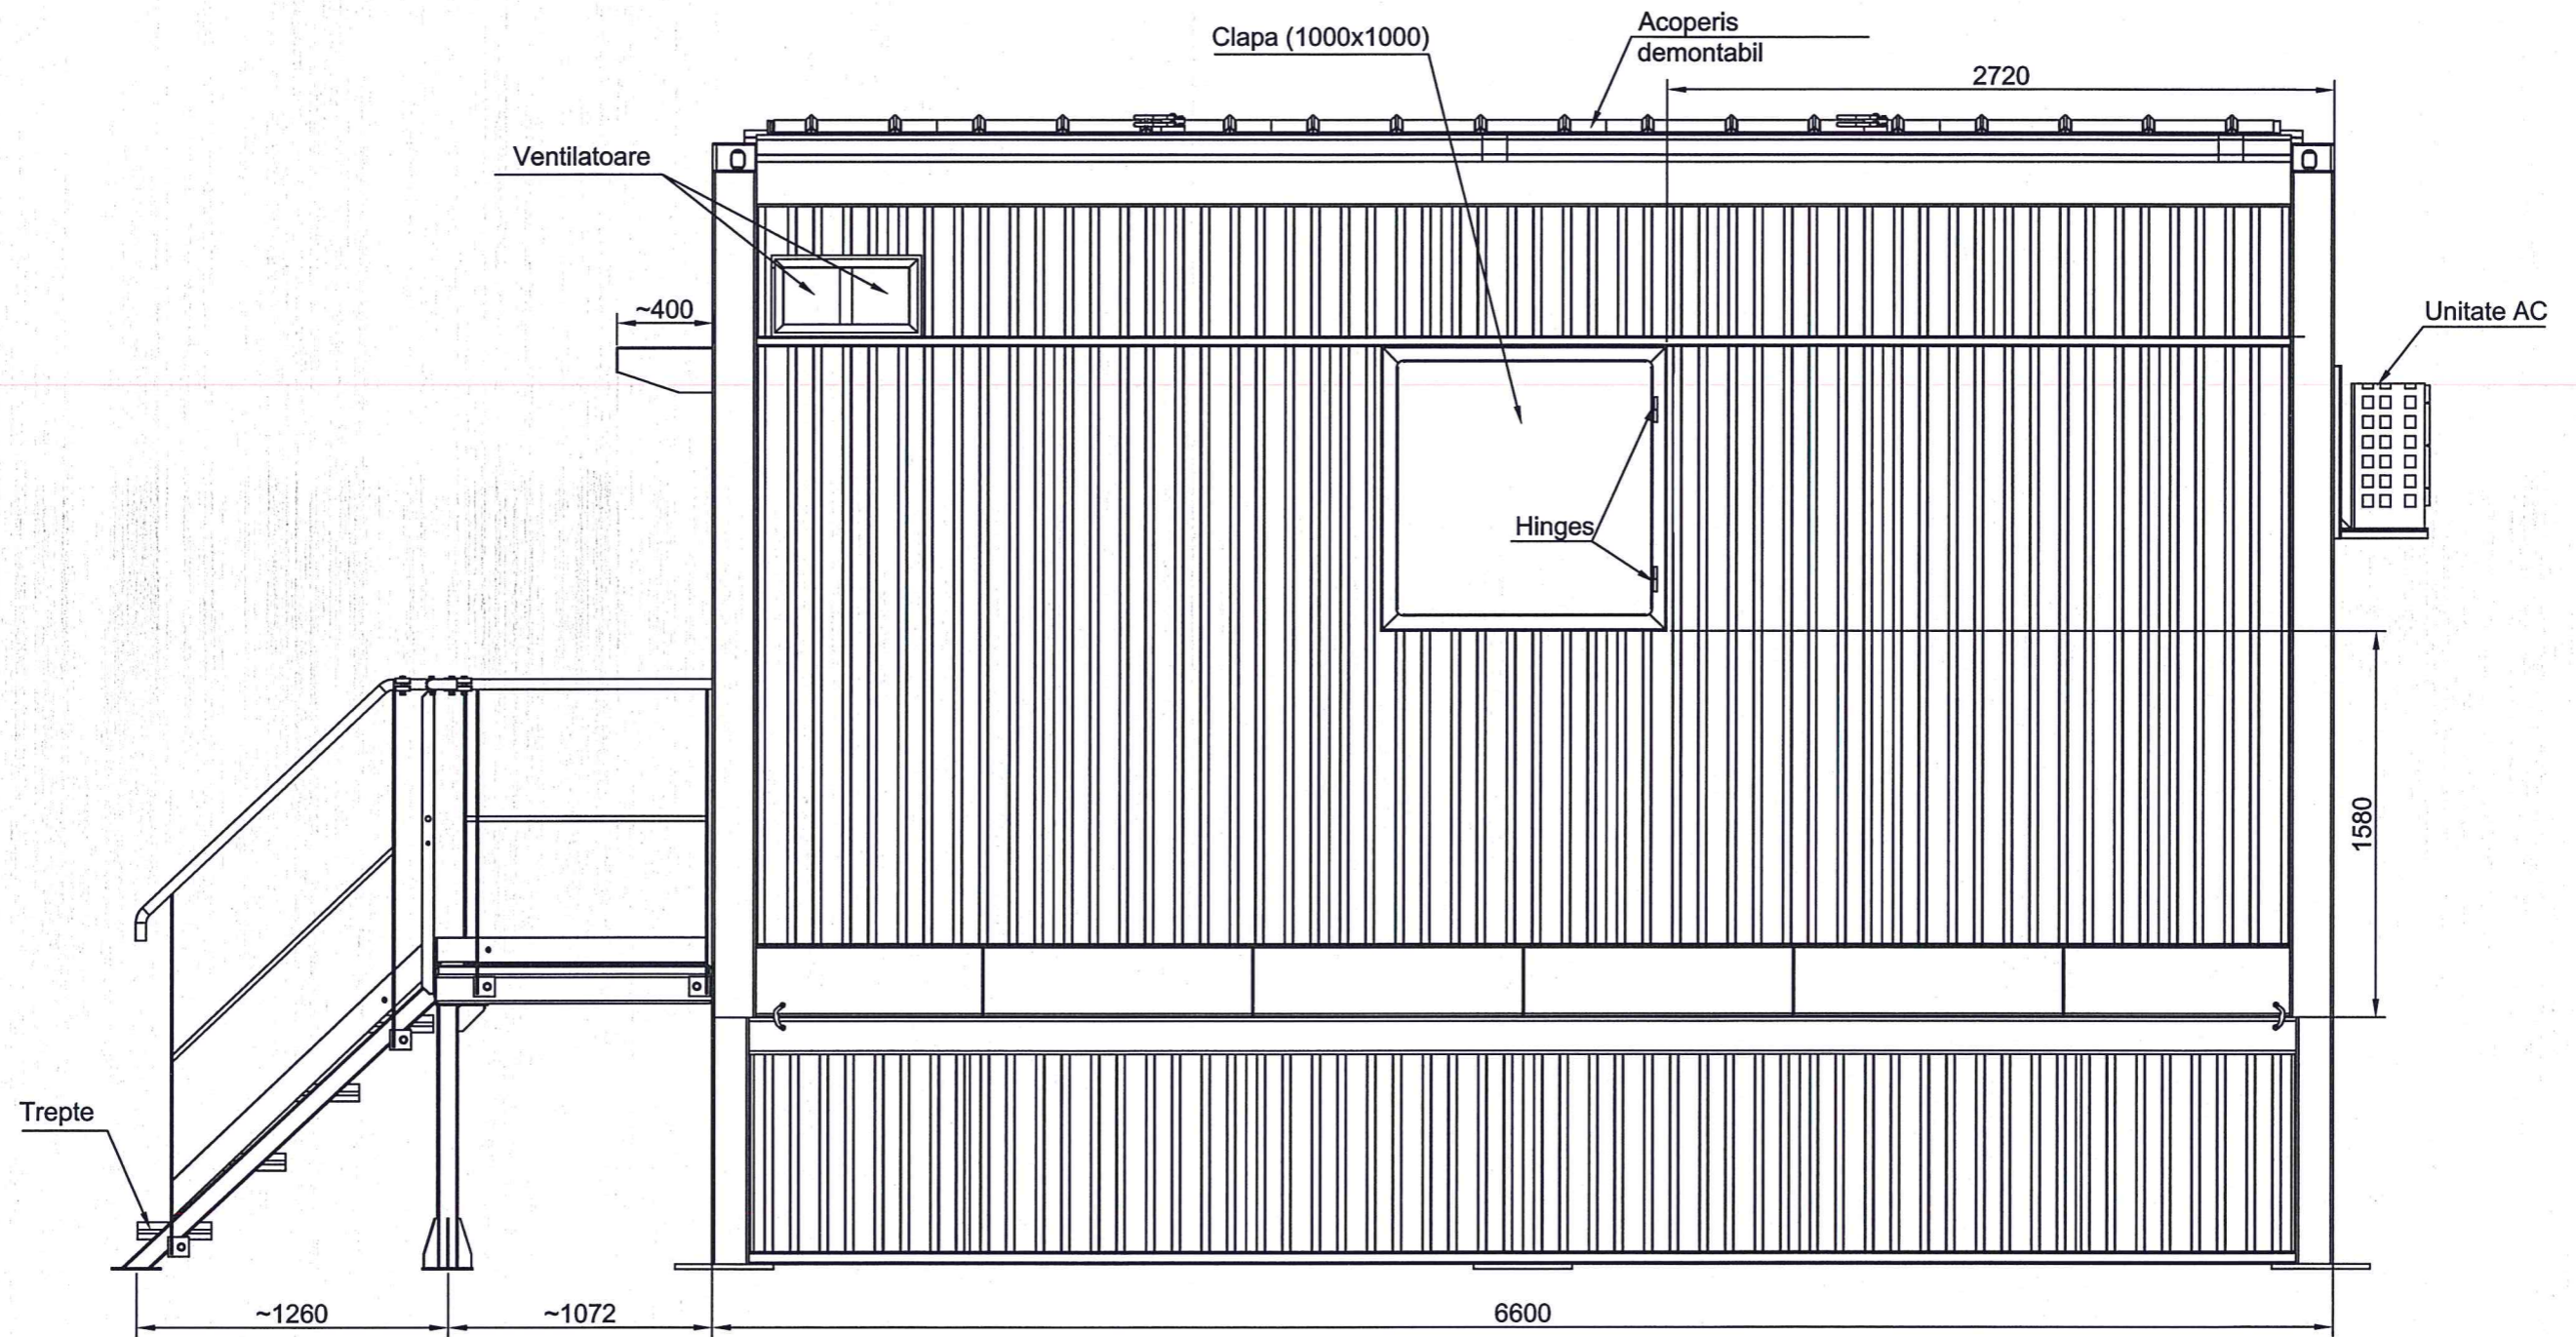 Clapa (1000x1000)
Acoperis
demontabil
2720
Ventilatoare
~400
Unitate AC
Hinges
1580
Trepte
~1260
~1072
6600